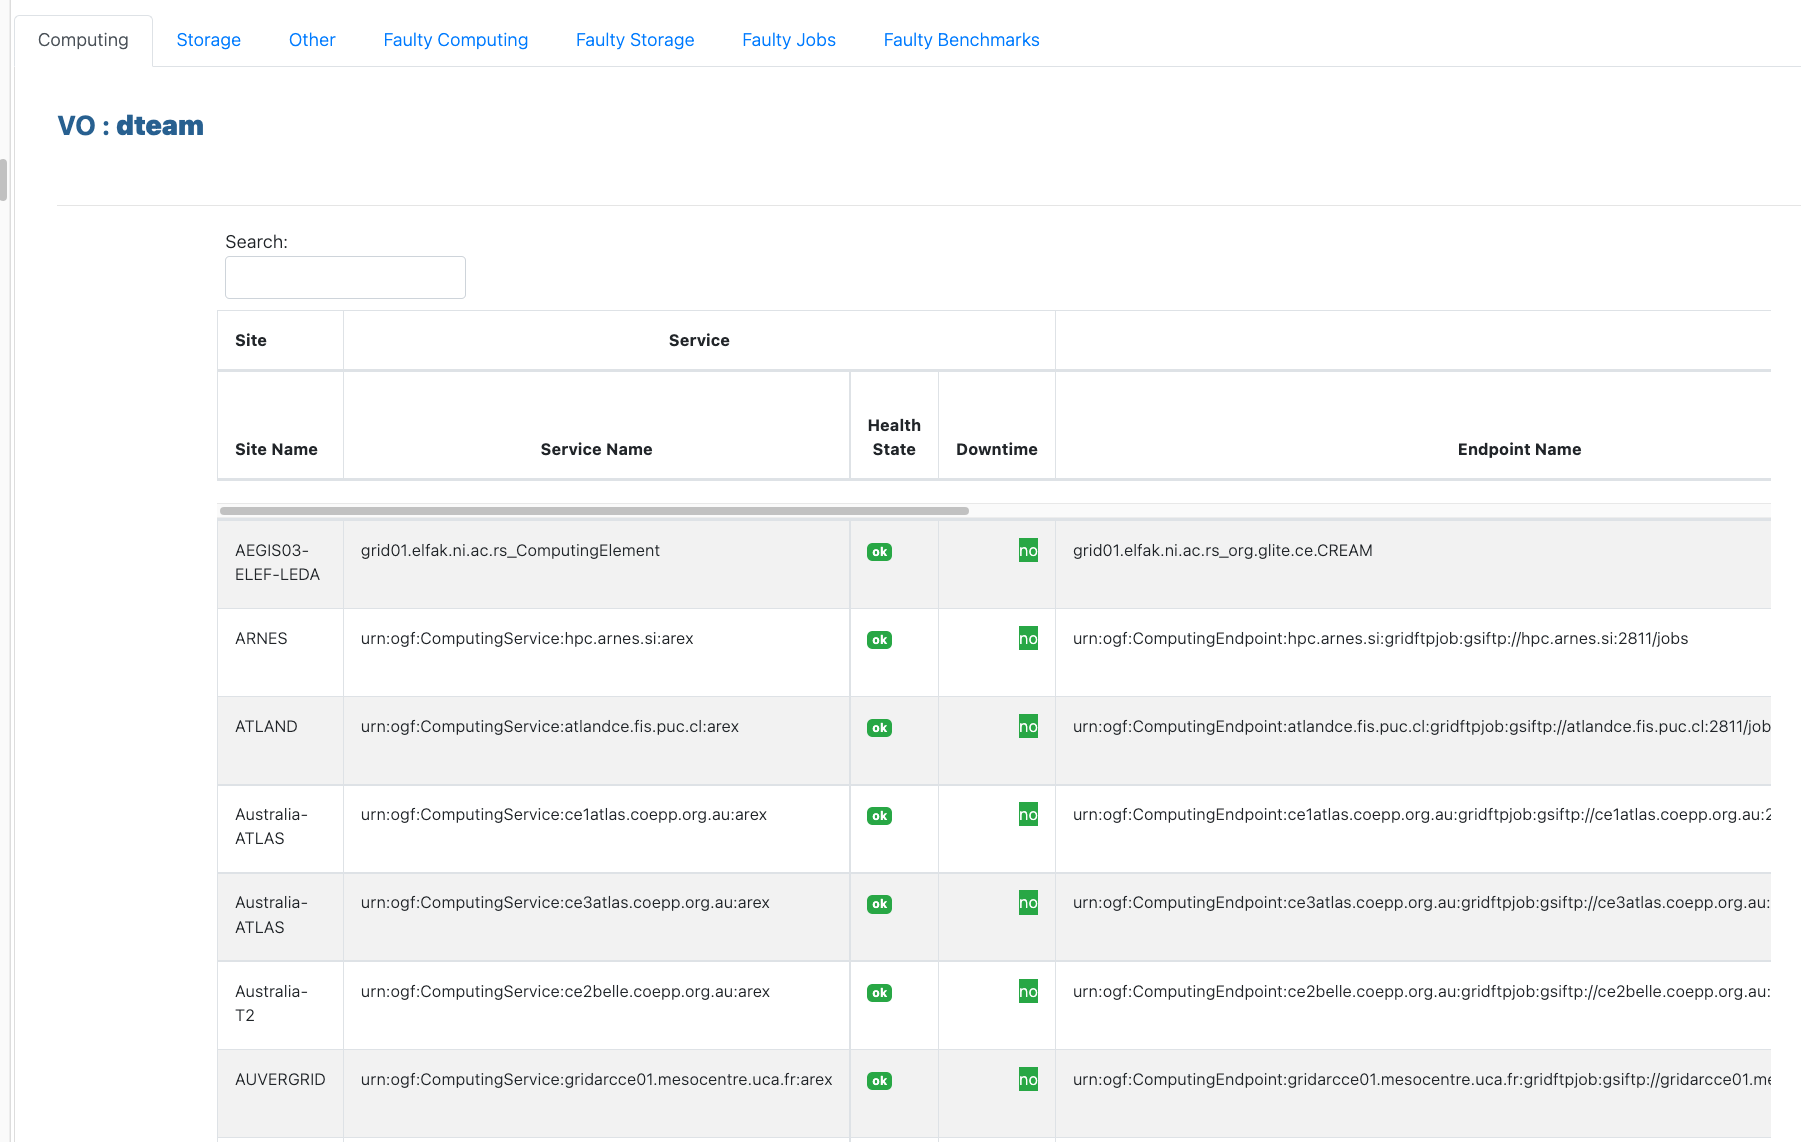 Computing Storage Other Faulty Computing Faulty Storage Faulty Jobs Faulty Benchmarks
VO : dteam
Search:
Site Service
Site Name Service Name Health State Downtime Endpoint Name
AEGIS03-ELEF-LEDA grid01.elfak.ni.ac.rs_ComputingElement ok no grid01.elfak.ni.ac.rs_org.glite.ce.CREAM
ARNES urn:ogf:ComputingService:hpc.arnes.si:arex ok no urn:ogf:ComputingEndpoint:hpc.arnes.si:gridftpjob:gsiftp://hpc.arnes.si:2811/jobs
ATLAND urn:ogf:ComputingService:atlandce.fis.puc.cl:arex ok no urn:ogf:ComputingEndpoint:atlandce.fis.puc.cl:gridftpjob:gsiftp://atlandce.fis.puc.cl:2811/job
Australia-ATLAS urn:ogf:ComputingService:ce1atlas.coepp.org.au:arex ok no urn:ogf:ComputingEndpoint:ce1atlas.coepp.org.au:gridftpjob:gsiftp://ce1atlas.coepp.org.au:2
Australia-ATLAS urn:ogf:ComputingService:ce3atlas.coepp.org.au:arex ok no urn:ogf:ComputingEndpoint:ce3atlas.coepp.org.au:gridftpjob:gsiftp://ce3atlas.coepp.org.au:
Australia-T2 urn:ogf:ComputingService:ce2belle.coepp.org.au:arex ok no urn:ogf:ComputingEndpoint:ce2belle.coepp.org.au:gridftpjob:gsiftp://ce2belle.coepp.org.au:
AUVERGRID urn:ogf:ComputingService:gridarcce01.mesocentre.uca.fr:arex ok no urn:ogf:ComputingEndpoint:gridarcce01.mesocentre.uca.fr:gridftpjob:gsiftp://gridarcce01.me